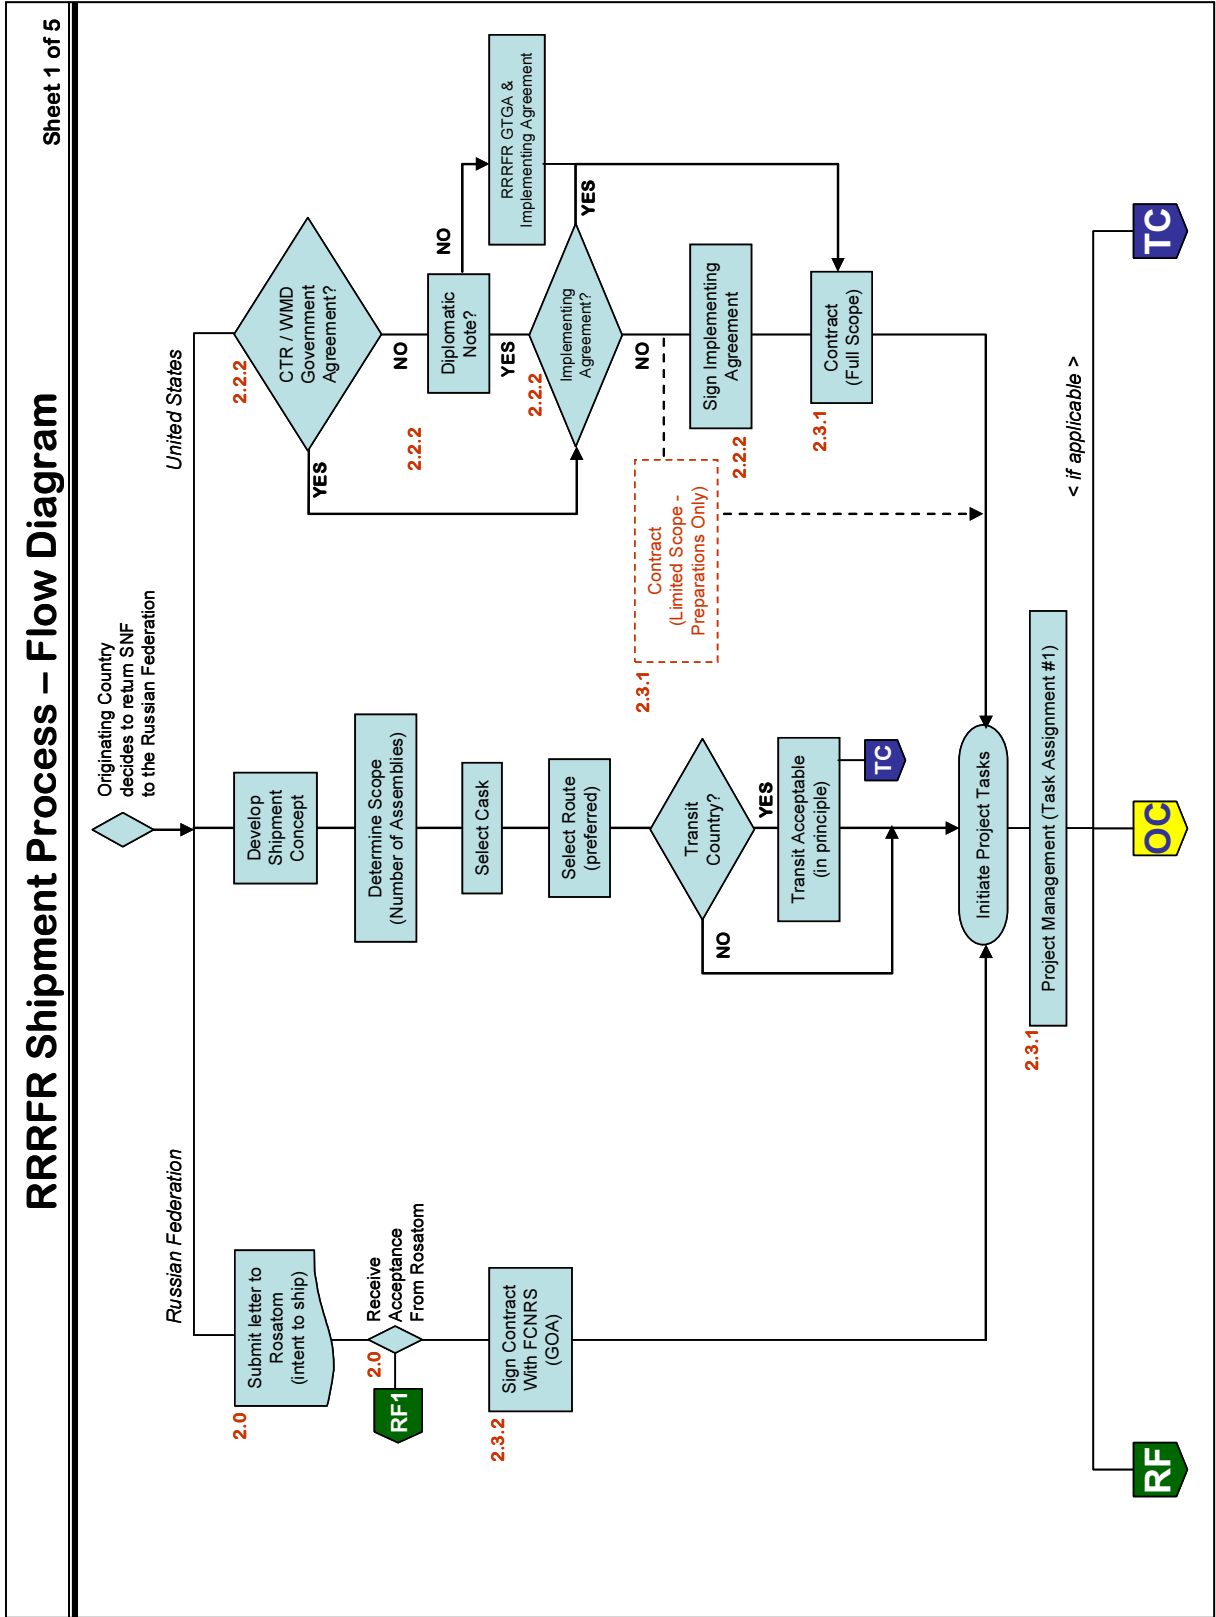 RRRFR Shipment Process – Flow Diagram
Sheet 1 of 5
Originating Country
decides to return SNF
to the Russian Federation
Russian Federation
United States
2.0
Submit letter to
Rosatom
(intent to ship)
2.0
Receive
Acceptance
From Rosatom
RF1
2.3.2
Sign Contract
With FCNRS
(GOA)
Develop
Shipment
Concept
Determine Scope
(Number of Assemblies)
Select Cask
Select Route
(preferred)
Transit
Country?
NO
YES
Transit Acceptable
(in principle)
TC
2.2.2
CTR / WMD
Government
Agreement?
YES
NO
2.2.2
Diplomatic
Note?
NO
YES
RRRFR GTGA &
Implementing Agreement
2.2.2
Implementing
Agreement?
YES
NO
2.3.1
Contract
(Limited Scope -
Preparations Only)
2.2.2
Sign Implementing
Agreement
2.3.1
Contract
(Full Scope)
Initiate Project Tasks
2.3.1
Project Management (Task Assignment #1)
< if applicable >
RF
OC
TC